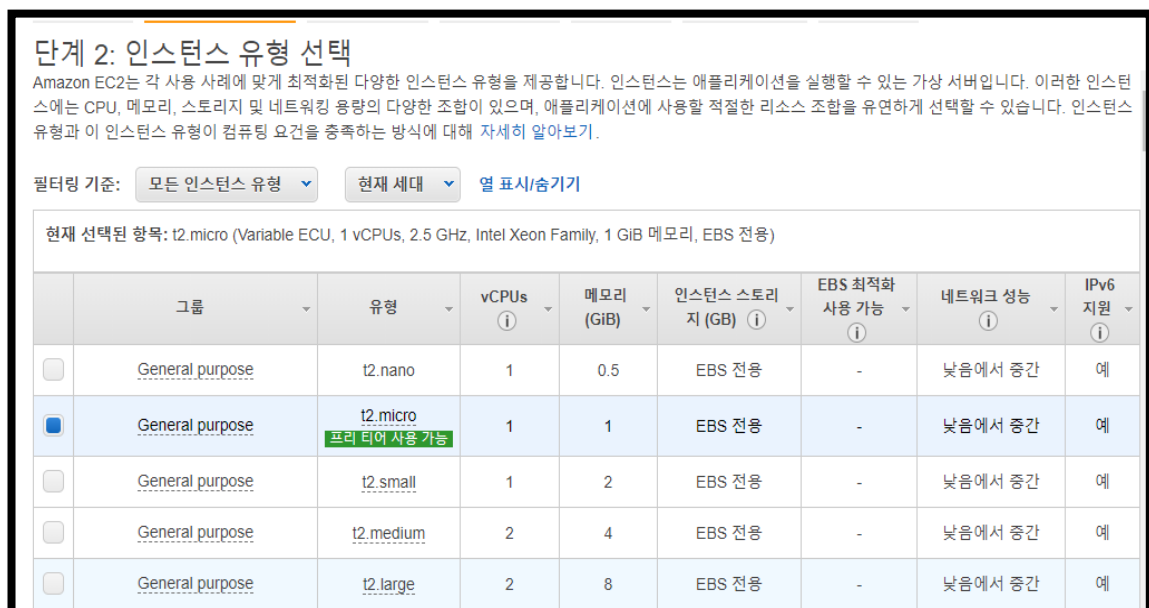 단계 2: 인스턴스 유형 선택
Amazon EC2는 각 사용 사례에 맞게 최적화된 다양한 인스턴스 유형을 제공합니다. 인스턴스는 애플리케이션을 실행할 수 있는 가상 서버입니다. 이러한 인스턴
스에는 CPU, 메모리, 스토리지 및 네트워킹 용량의 다양한 조합이 있으며, 애플리케이션에 사용할 적절한 리소스 조합을 유연하게 선택할 수 있습니다. 인스턴스
유형과 이 인스턴스 유형이 컴퓨팅 요건을 충족하는 방식에 대해 자세히 알아보기.
필터링 기준: 모든 인스턴스 유형 현재 세대 열 표시/숨기기
현재 선택된 항목: t2.micro (Variable ECU, 1 vCPUs, 2.5 GHz, Intel Xeon Family, 1 GiB 메모리, EBS 전용)
그룹 유형 vCPUs 메모리 (GiB) 인스턴스 스토리지 (GB) EBS 최적화 사용 가능 네트워크 성능 IPv6 지원
General purpose t2.nano 1 0.5 EBS 전용 - 낮음에서 중간 예
General purpose t2.micro 프리 티어 사용 가능 1 1 EBS 전용 - 낮음에서 중간 예
General purpose t2.small 1 2 EBS 전용 - 낮음에서 중간 예
General purpose t2.medium 2 4 EBS 전용 - 낮음에서 중간 예
General purpose t2.large 2 8 EBS 전용 - 낮음에서 중간 예